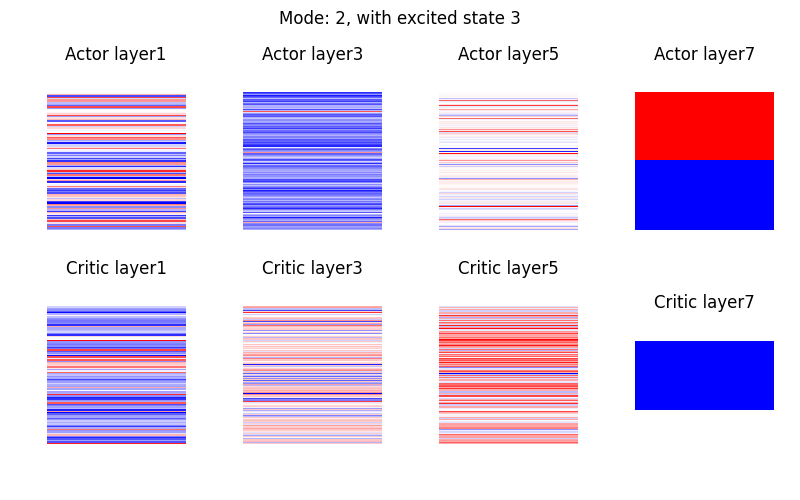 Mode: 2, with excited state 3
Actor layer1
Actor layer3
Actor layer5
Actor layer7
Critic layer1
Critic layer3
Critic layer5
Critic layer7